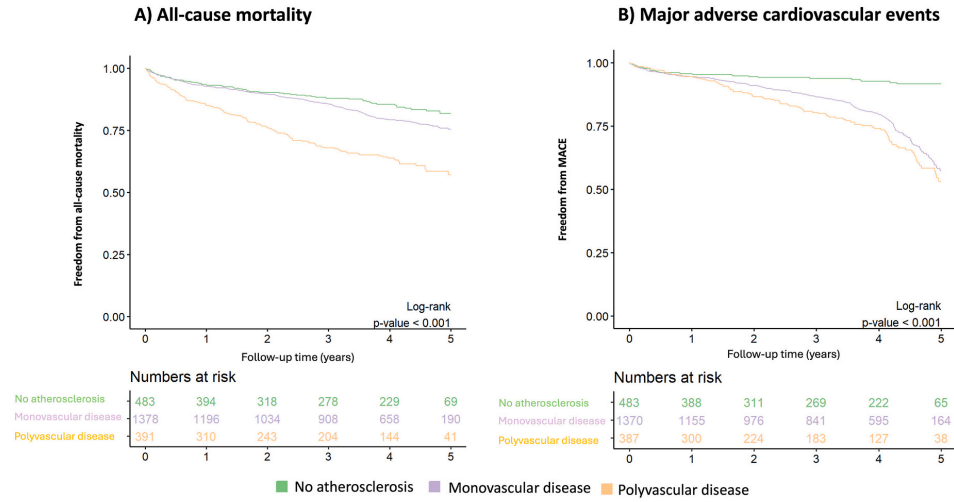 A) All-cause mortality
Freedom from all-cause mortality
1.00
0.75
0.50
0.25
0.00
Log-rank
p-value < 0.001
0 1 2 3 4 5
Follow-up time (years)
Numbers at risk
No atherosclerosis 483 394 318 278 229 69
Monovascular disease 1378 1196 1034 908 658 190
Polyvascular disease 391 310 243 204 144 41
0 1 2 3 4 5
B) Major adverse cardiovascular events
Freedom from MACE
1.00
0.75
0.50
0.25
0.00
Log-rank
p-value < 0.001
0 1 2 3 4 5
Follow-up time (years)
Numbers at risk
No atherosclerosis 483 388 311 269 222 65
Monovascular disease 1370 1155 976 841 595 164
Polyvascular disease 387 300 224 183 127 38
0 1 2 3 4 5
No atherosclerosis Monovascular disease Polyvascular disease